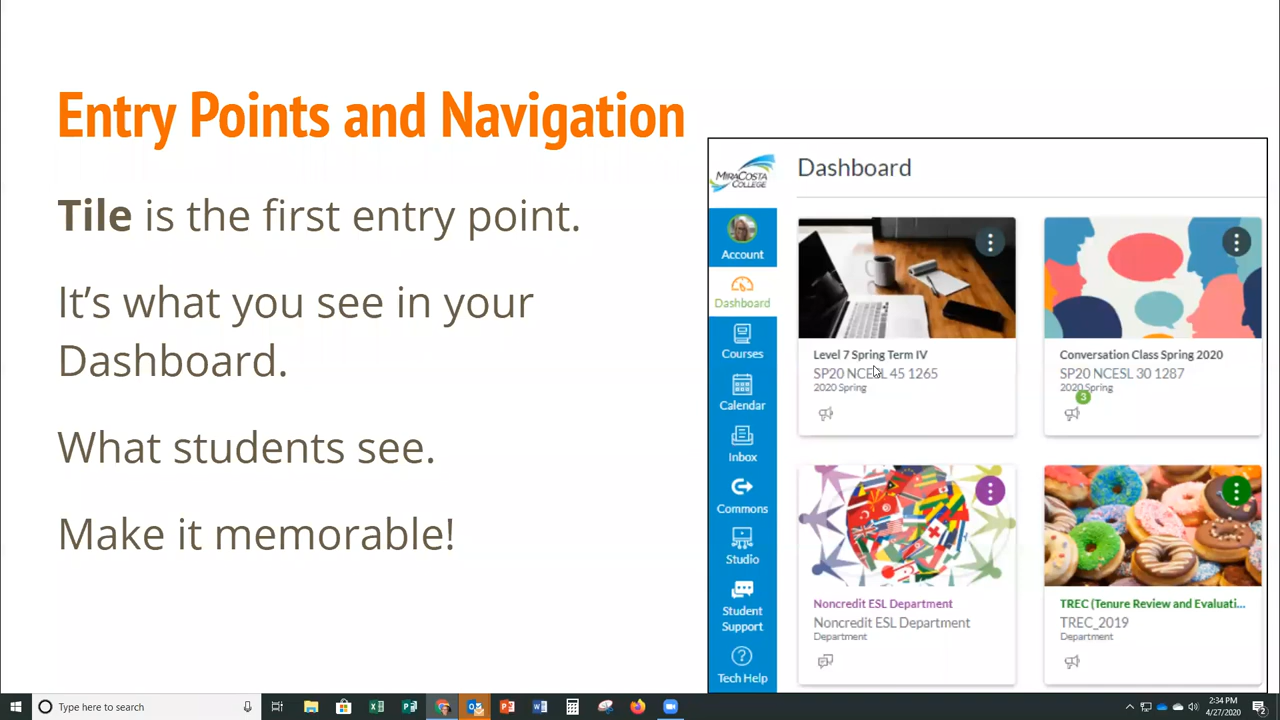 Entry Points and Navigation
Tile is the first entry point.
It's what you see in your
Dashboard.
What students see.
Make it memorable!
MIRACOSTA
COLLEGE
Account
Dashboard
Courses
Calendar
Inbox
Commons
Studio
Student
Support
Tech Help
Dashboard
Level 7 Spring Term IV
SP20 NCESL 45 1265
2020 Spring
Conversation Class Spring 2020
SP20 NCESL 30 1287
2020 Spring
3
Noncredit ESL Department
Noncredit ESL Department
Department
TREC (Tenure Review and Evaluati...
TREC_2019
Department
Type here to search
2:34 PM
4/27/2020
2